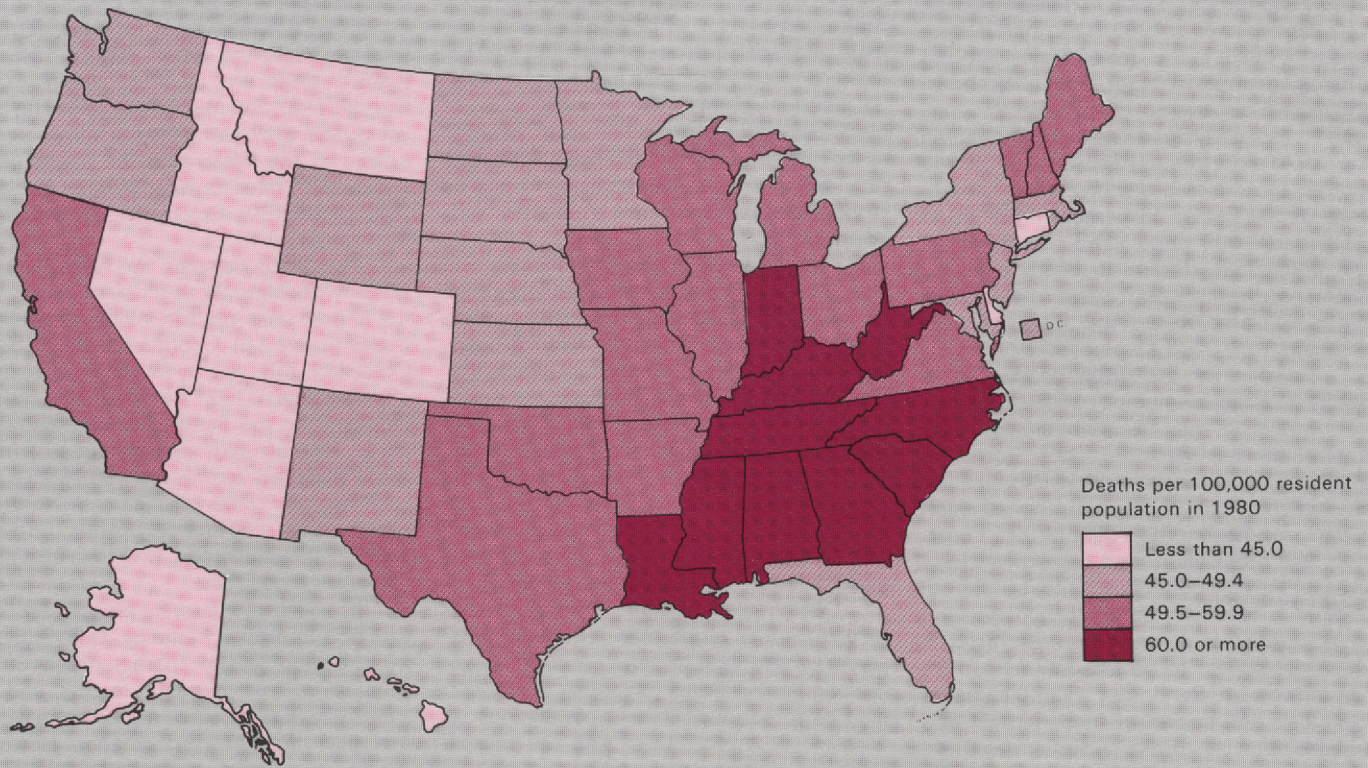 DC
Deaths per 100,000 resident
population in 1980
Less than 45.0
45.0–49.4
49.5–59.9
60.0 or more